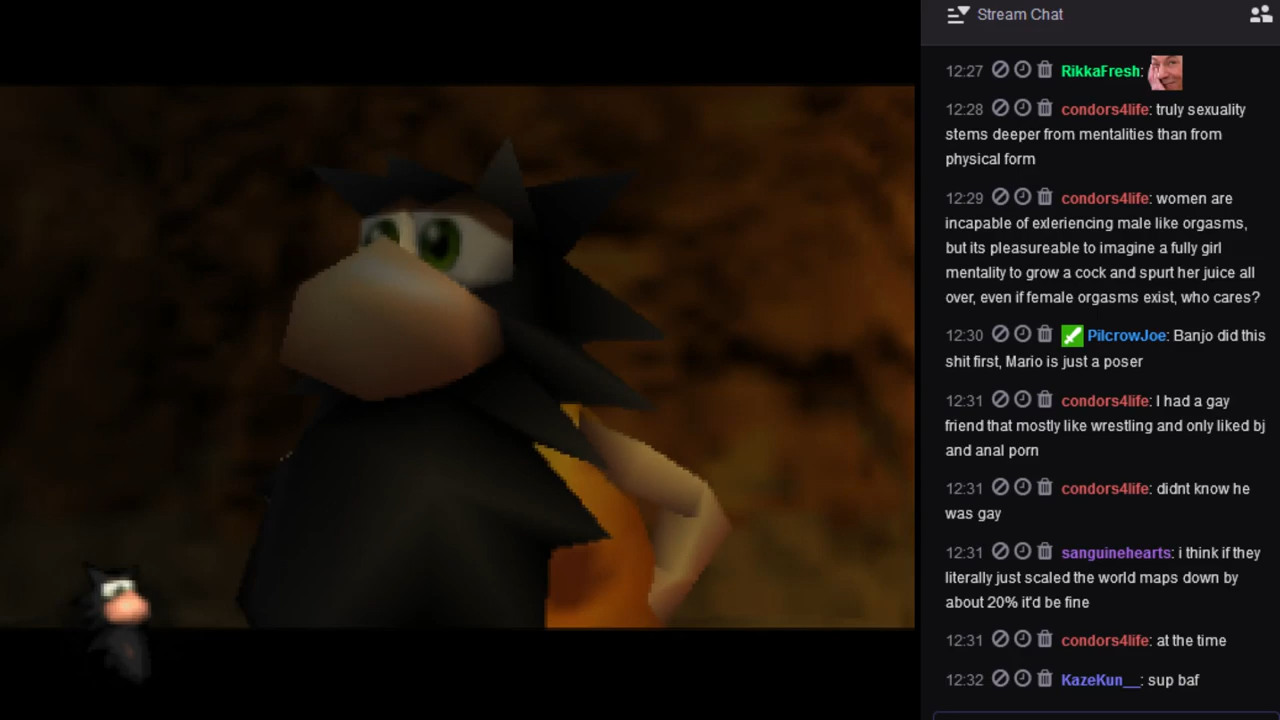 Stream Chat
12:27 RikkaFresh:
12:28 condors4life: truly sexuality
stems deeper from mentalities than from
physical form
12:29 condors4life: women are
incapable of exleriencing male like orgasms,
but its pleasureable to imagine a fully girl
mentality to grow a cock and spurt her juice all
over, even if female orgasms exist, who cares?
12:30 PilcrowJoe: Banjo did this
shit first, Mario is just a poser
12:31 condors4life: I had a gay
friend that mostly like wrestling and only liked bj
and anal porn
12:31 condors4life: didnt know he
was gay
12:31 sanguinehearts: i think if they
literally just scaled the world maps down by
about 20% it'd be fine
12:31 condors4life: at the time
12:32 KazeKun__: sup baf